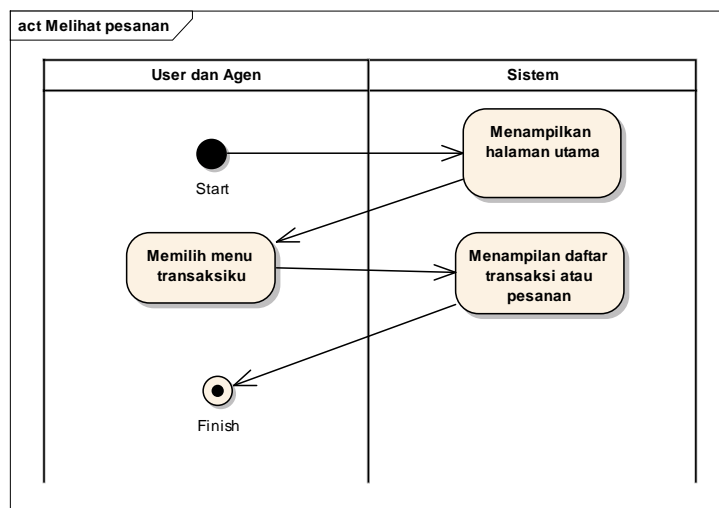 act Melihat pesanan
User dan Agen
Sistem
Menampilkan
halaman utama
Start
Memilih menu
transaksiku
Menampilan daftar
transaksi atau
pesanan
Finish